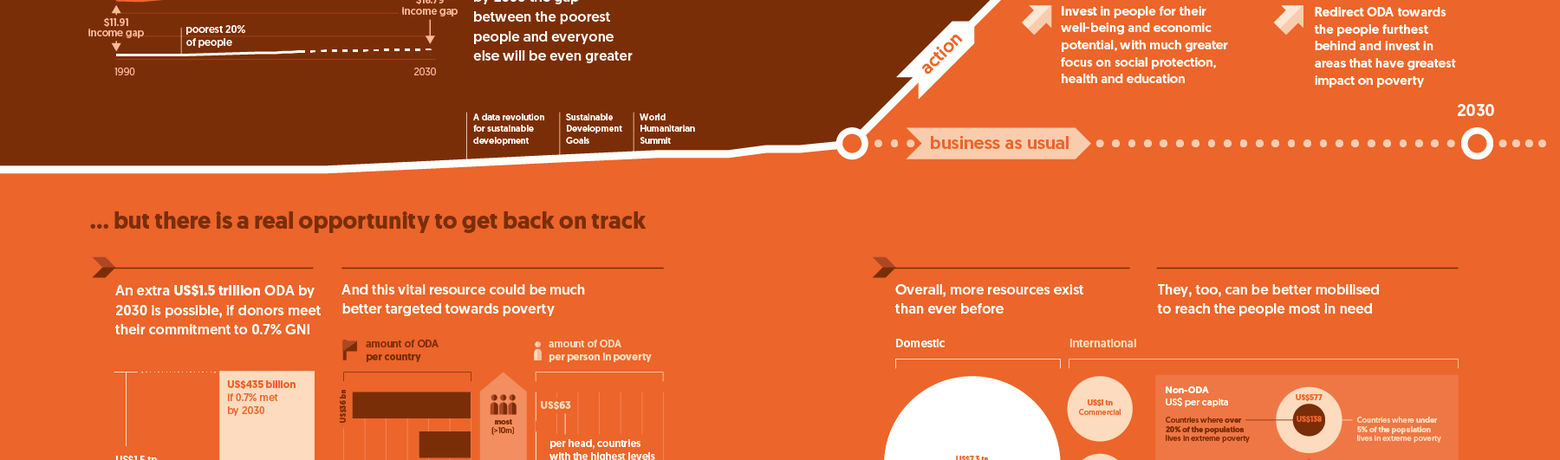 $11.91
Income gap
Income gap
poorest 20%
of people
1990
2030
between the poorest
people and everyone
else will be even greater
A data revolution
for sustainable
development
Sustainable
Development
Goals
World
Humanitarian
Summit
action
Invest in people for their
well-being and economic
potential, with much greater
focus on social protection,
health and education
Redirect ODA towards
the people furthest
behind and invest in
areas that have greatest
impact on poverty
2030
business as usual
... but there is a real opportunity to get back on track
An extra US$1.5 trillion ODA by
2030 is possible, if donors meet
their commitment to 0.7% GNI
US$435 billion
if 0.7% met
by 2030
US$1.5 tn
And this vital resource could be much
better targeted towards poverty
amount of ODA
per country
amount of ODA
per person in poverty
US$36 bn
most
(>10m)
US$63
per head, countries
with the highest levels
Overall, more resources exist
than ever before
Domestic
International
US$7.3 tn
US$1 tn
Commercial
They, too, can be better mobilised
to reach the people most in need
Non-ODA
US$ per capita
Countries where over
20% of the population
lives in extreme poverty
US$577
US$139
Countries where under
5% of the population
lives in extreme poverty